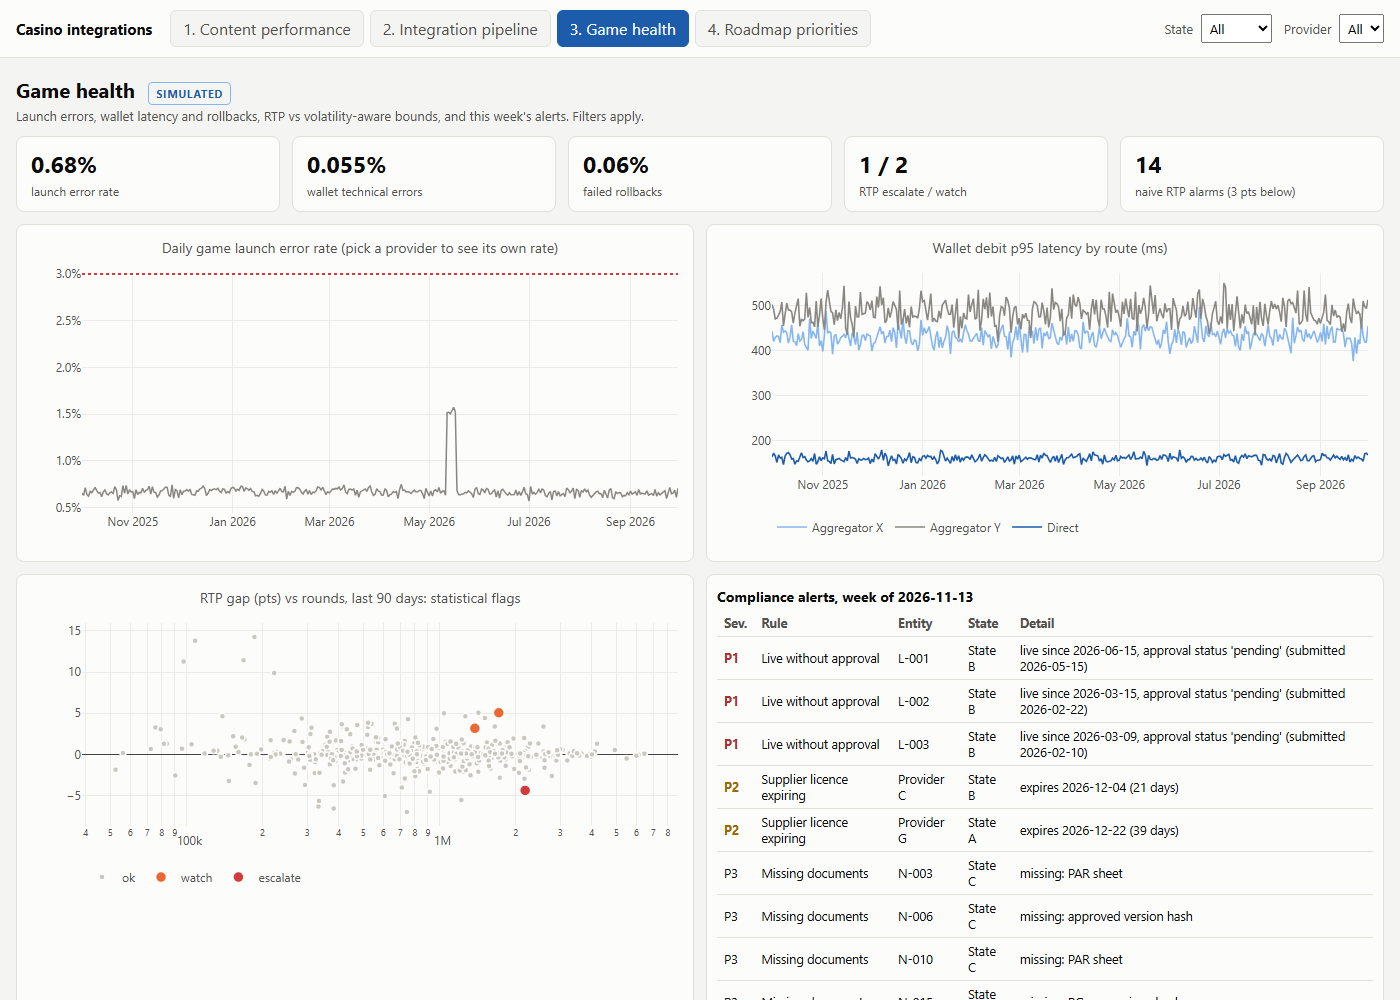 Casino integrations
1. Content performance
2. Integration pipeline
3. Game health
4. Roadmap priorities
State
All
Provider
All
Game health
SIMULATED
Launch errors, wallet latency and rollbacks, RTP vs volatility-aware bounds, and this week's alerts. Filters apply.
0.68%
launch error rate
0.055%
wallet technical errors
0.06%
failed rollbacks
1 / 2
RTP escalate / watch
14
naive RTP alarms (3 pts below)
Daily game launch error rate (pick a provider to see its own rate)
3.0%
2.5%
2.0%
1.5%
1.0%
0.5%
Nov 2025 Jan 2026 Mar 2026 May 2026 Jul 2026 Sep 2026
Wallet debit p95 latency by route (ms)
500
400
300
200
Nov 2025 Jan 2026 Mar 2026 May 2026 Jul 2026 Sep 2026
Aggregator X Aggregator Y Direct
RTP gap (pts) vs rounds, last 90 days: statistical flags
15
10
5
0
−5
4 5 6 7 8 9 100k 2 3 4 5 6 7 8 9 1M 2 3 4 5 6 7 8
ok watch escalate
Compliance alerts, week of 2026-11-13
Sev. Rule Entity State Detail
P1 Live without approval L-001 State B live since 2026-06-15, approval status 'pending' (submitted 2026-05-15)
P1 Live without approval L-002 State B live since 2026-03-15, approval status 'pending' (submitted 2026-02-22)
P1 Live without approval L-003 State B live since 2026-03-09, approval status 'pending' (submitted 2026-02-10)
P2 Supplier licence expiring Provider C State B expires 2026-12-04 (21 days)
P2 Supplier licence expiring Provider G State A expires 2026-12-22 (39 days)
P3 Missing documents N-003 State C missing: PAR sheet
P3 Missing documents N-006 State C missing: approved version hash
P3 Missing documents N-010 State C missing: PAR sheet
State